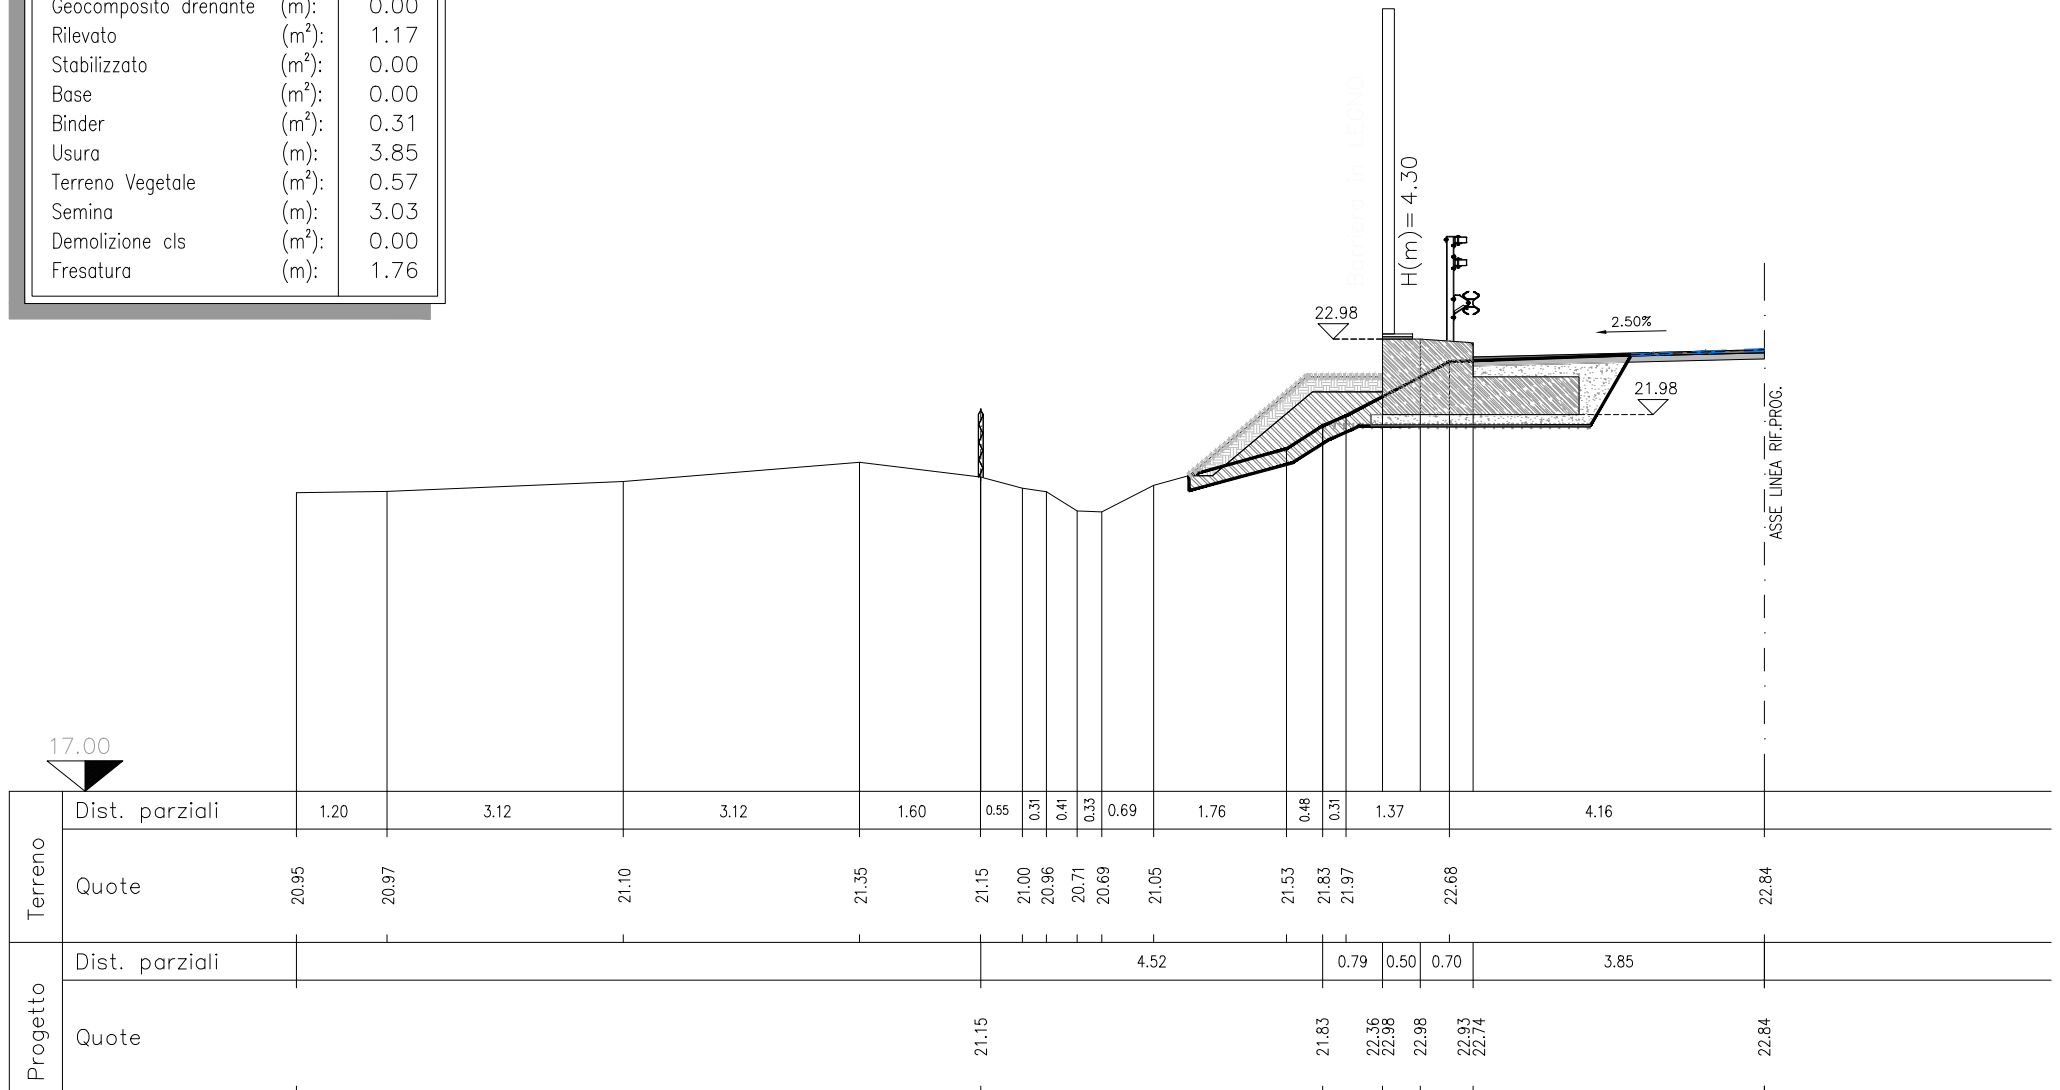 Geocomposito drenante (m): 0.00
Rilevato (m²): 1.17
Stabilizzato (m²): 0.00
Base (m²): 0.00
Binder (m²): 0.31
Usura (m): 3.85
Terreno Vegetale (m²): 0.57
Semina (m): 3.03
Demolizione cls (m²): 0.00
Fresatura (m): 1.76
H(m)= 4.30
22.98
2.50%
21.98
ASSE LINEA RIF.PROG.
17.00
Terreno
Dist. parziali 1.20 3.12 3.12 1.60 0.55 0.31 0.41 0.33 0.69 1.76 0.48 0.31 1.37 4.16
Quote 20.95 20.97 21.10 21.35 21.15 21.00 20.96 20.71 20.69 21.05 21.53 21.83 21.97 22.68 22.84
Progetto
Dist. parziali 4.52 0.79 0.50 0.70 3.85
Quote 21.15 21.83 22.36 22.98 22.98 22.93 22.74 22.84